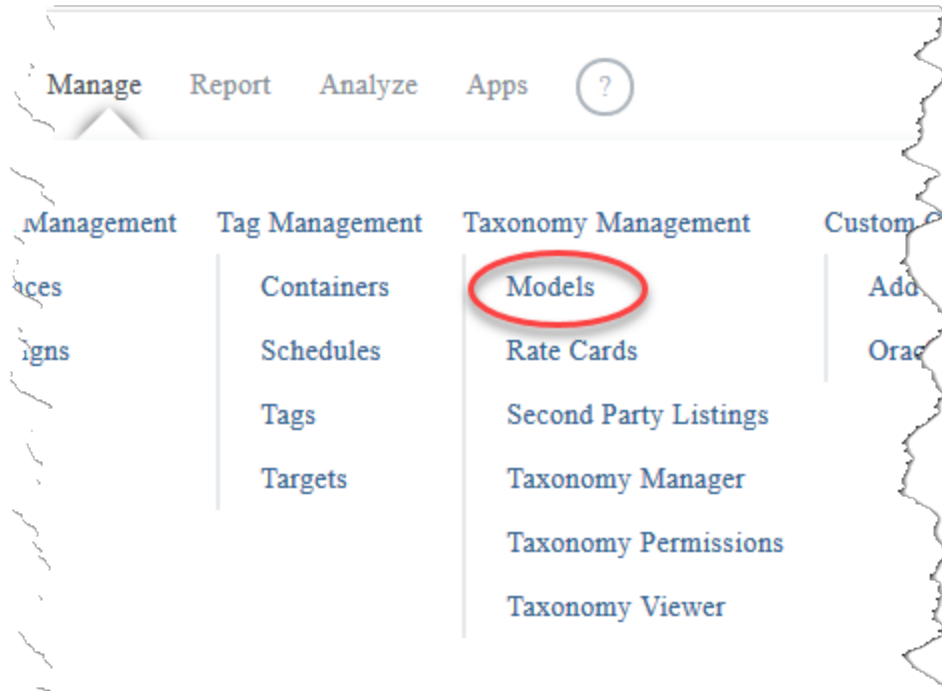 Manage Report Analyze Apps ?
Management Tag Management Taxonomy Management Custom
Containers Models Add
Schedules Rate Cards
Tags Second Party Listings
Targets Taxonomy Manager
Taxonomy Permissions
Taxonomy Viewer